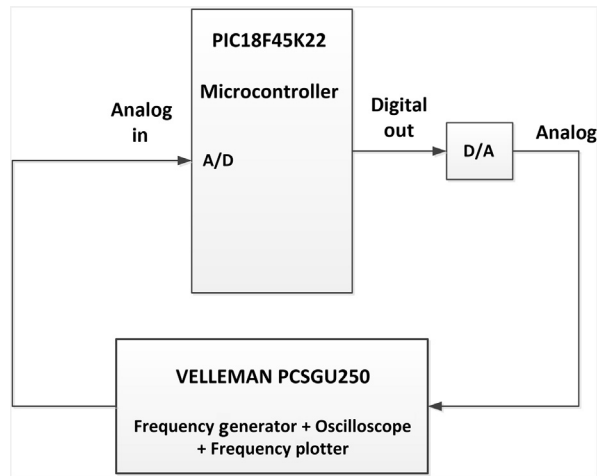 PIC18F45K22
Microcontroller
Analog
in
A/D
Digital
out
D/A
Analog
VELLEMAN PCSGU250
Frequency generator + Oscilloscope
+ Frequency plotter